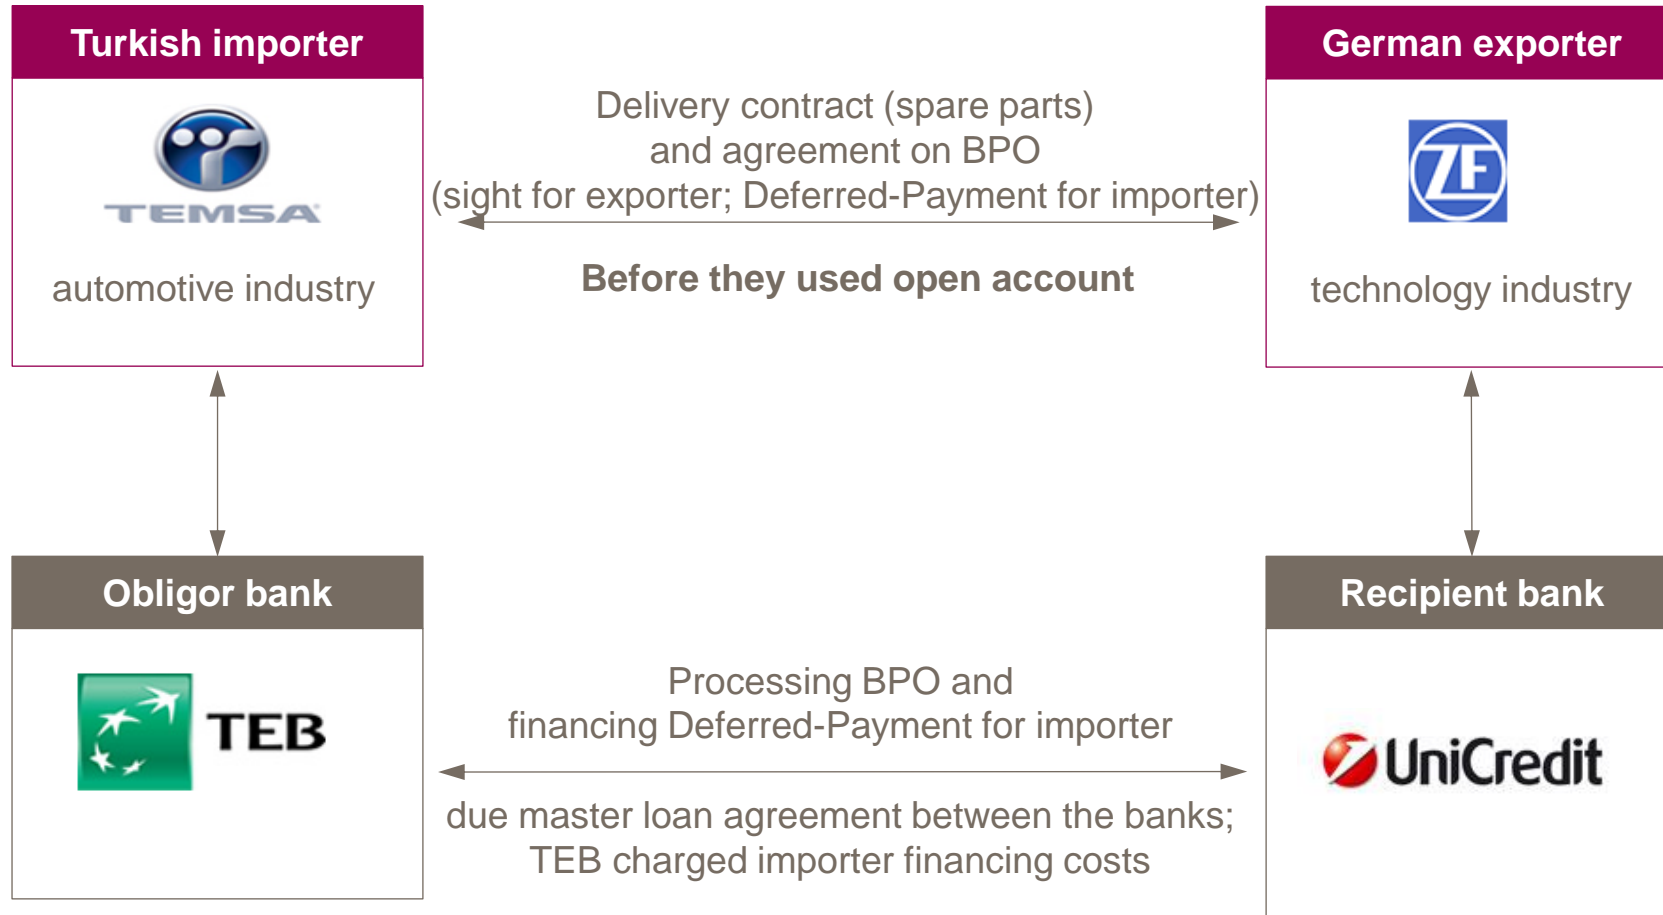 Turkish importer
German exporter
TEMSA
automotive industry
Delivery contract (spare parts)
and agreement on BPO
(sight for exporter; Deferred-Payment for importer)
Before they used open account
ZF
technology industry
Obligor bank
Recipient bank
TEB
Processing BPO and
financing Deferred-Payment for importer
due master loan agreement between the banks;
TEB charged importer financing costs
UniCredit